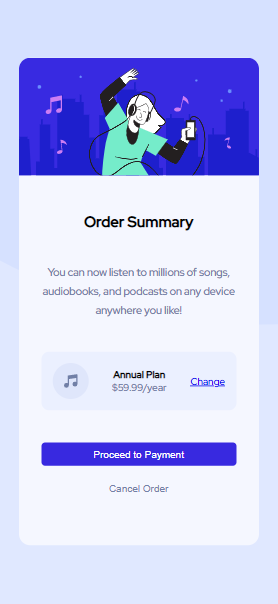 Order Summary
You can now listen to millions of songs,
audiobooks, and podcasts on any device
anywhere you like!
Annual Plan
$59.99/year
Change
Proceed to Payment
Cancel Order